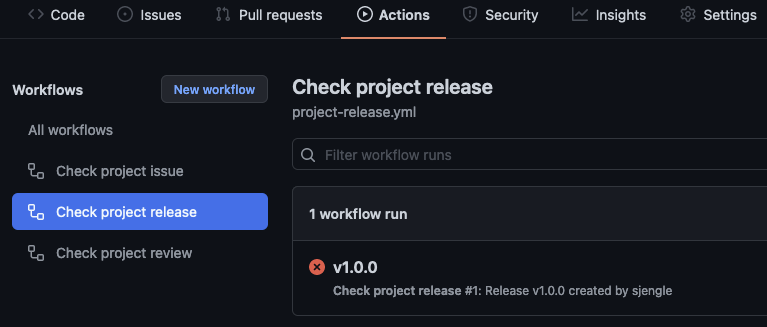 Code Issues Pull requests Actions Security Insights Settings
Workflows
New workflow
All workflows
Check project issue
Check project release
Check project review
Check project release
project-release.yml
Filter workflow runs
1 workflow run
v1.0.0
Check project release #1: Release v1.0.0 created by sjengle